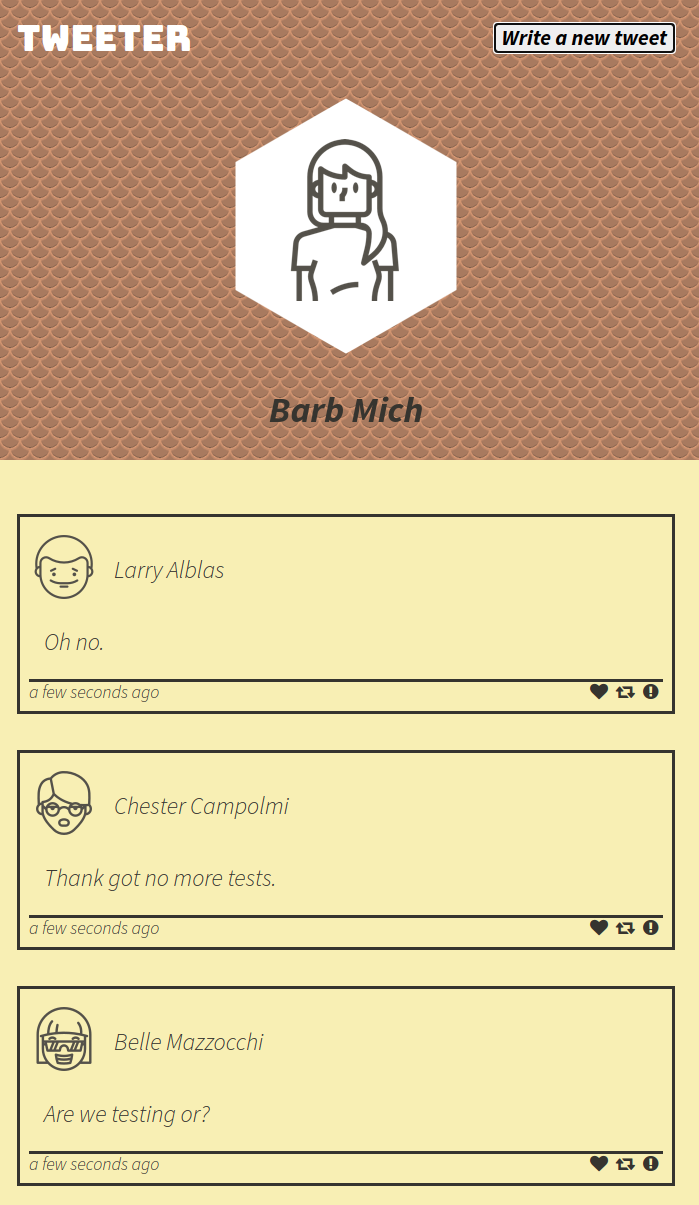 TWEETER
Write a new tweet
Barb Mich
Larry Alblas
Oh no.
a few seconds ago
Chester Campolmi
Thank got no more tests.
a few seconds ago
Belle Mazzocchi
Are we testing or?
a few seconds ago